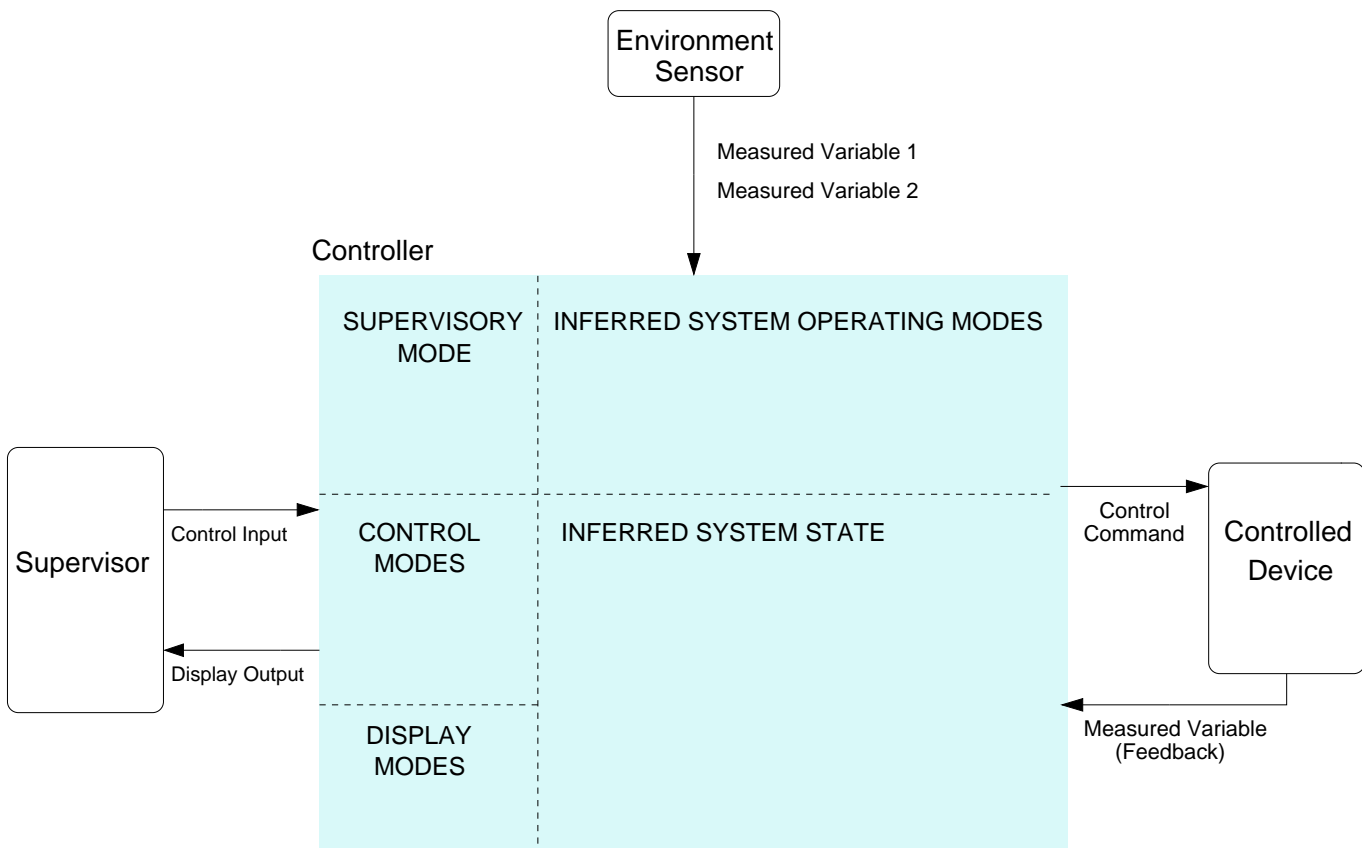 Environment
Sensor
Measured Variable 1
Measured Variable 2
Controller
SUPERVISORY
MODE
INFERRED SYSTEM OPERATING MODES
Supervisor
Control Input
Display Output
CONTROL
MODES
INFERRED SYSTEM STATE
DISPLAY
MODES
Control
Command
Controlled
Device
Measured Variable
(Feedback)